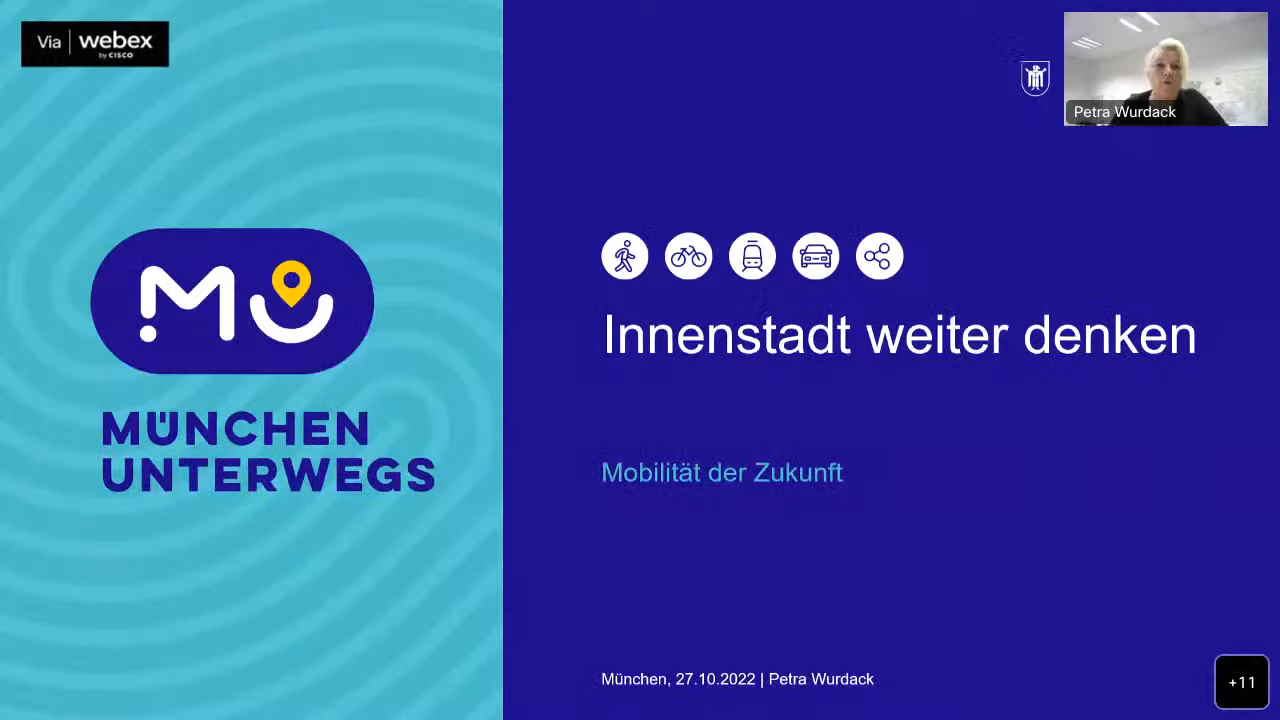 Via webex
by CISCO
Petra Wurdack
MÜ
Innenstadt weiter denken
MÜNCHEN
UNTERWEGS
Mobilität der Zukunft
München, 27.10.2022 | Petra Wurdack
+11